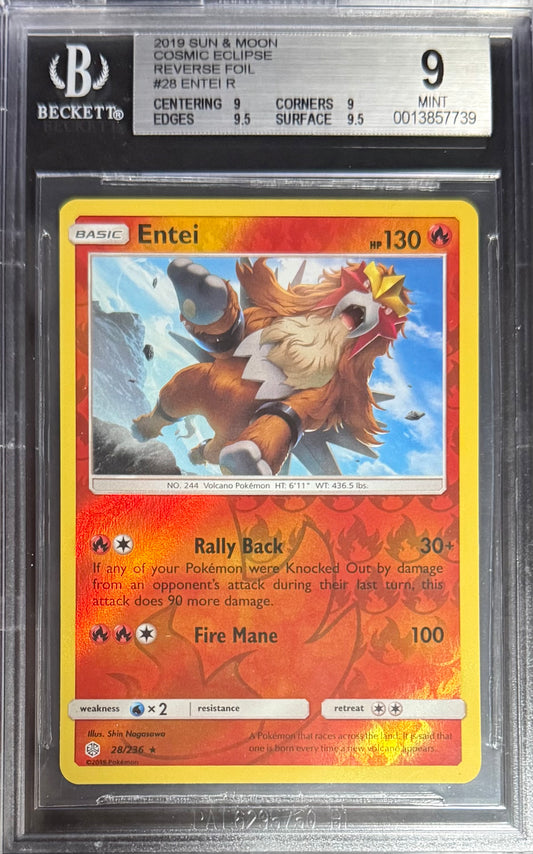 2019 SUN & MOON
COSMIC ECLIPSE
REVERSE FOIL
#28 ENTEI R
CENTERING 9 CORNERS 9
EDGES 9.5 SURFACE 9.5
9
MINT
0013857739
B
BECKETT®
BASIC Entei HP 130
NO. 244 Volcano Pokémon HT: 6'11" WT: 436.5 lbs.
Rally Back 30+
If any of your Pokémon were Knocked Out by damage
from an opponent's attack during their last turn, this
attack does 90 more damage.
Fire Mane 100
weakness ×2 resistance retreat
Illus. Shin Nagasawa
28/236 ★
©2019 Pokémon
A Pokémon that races across the land. It is said that
one is born every time a new volcano appears.